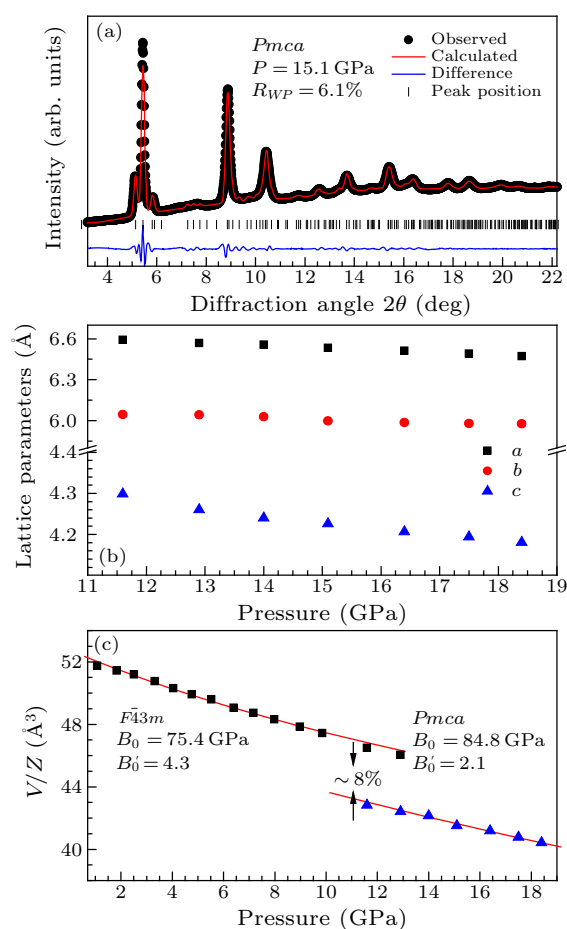 (a)
Pmca
P = 15.1 GPa
R_WP = 6.1%
Observed
Calculated
Difference
Peak position
Intensity (arb. units)
4 6 8 10 12 14 16 18 20 22
Diffraction angle 2θ (deg)
6.6
6.3
6.0
4.4
4.3
4.2
Lattice parameters (Å)
a
b
c
(b)
11 12 13 14 15 16 17 18 19
Pressure (GPa)
(c)
52
48
44
40
V/Z (Å³)
F4̄3m
B₀ = 75.4 GPa
B₀′ = 4.3
Pmca
B₀ = 84.8 GPa
B₀′ = 2.1
~ 8%
2 4 6 8 10 12 14 16 18
Pressure (GPa)